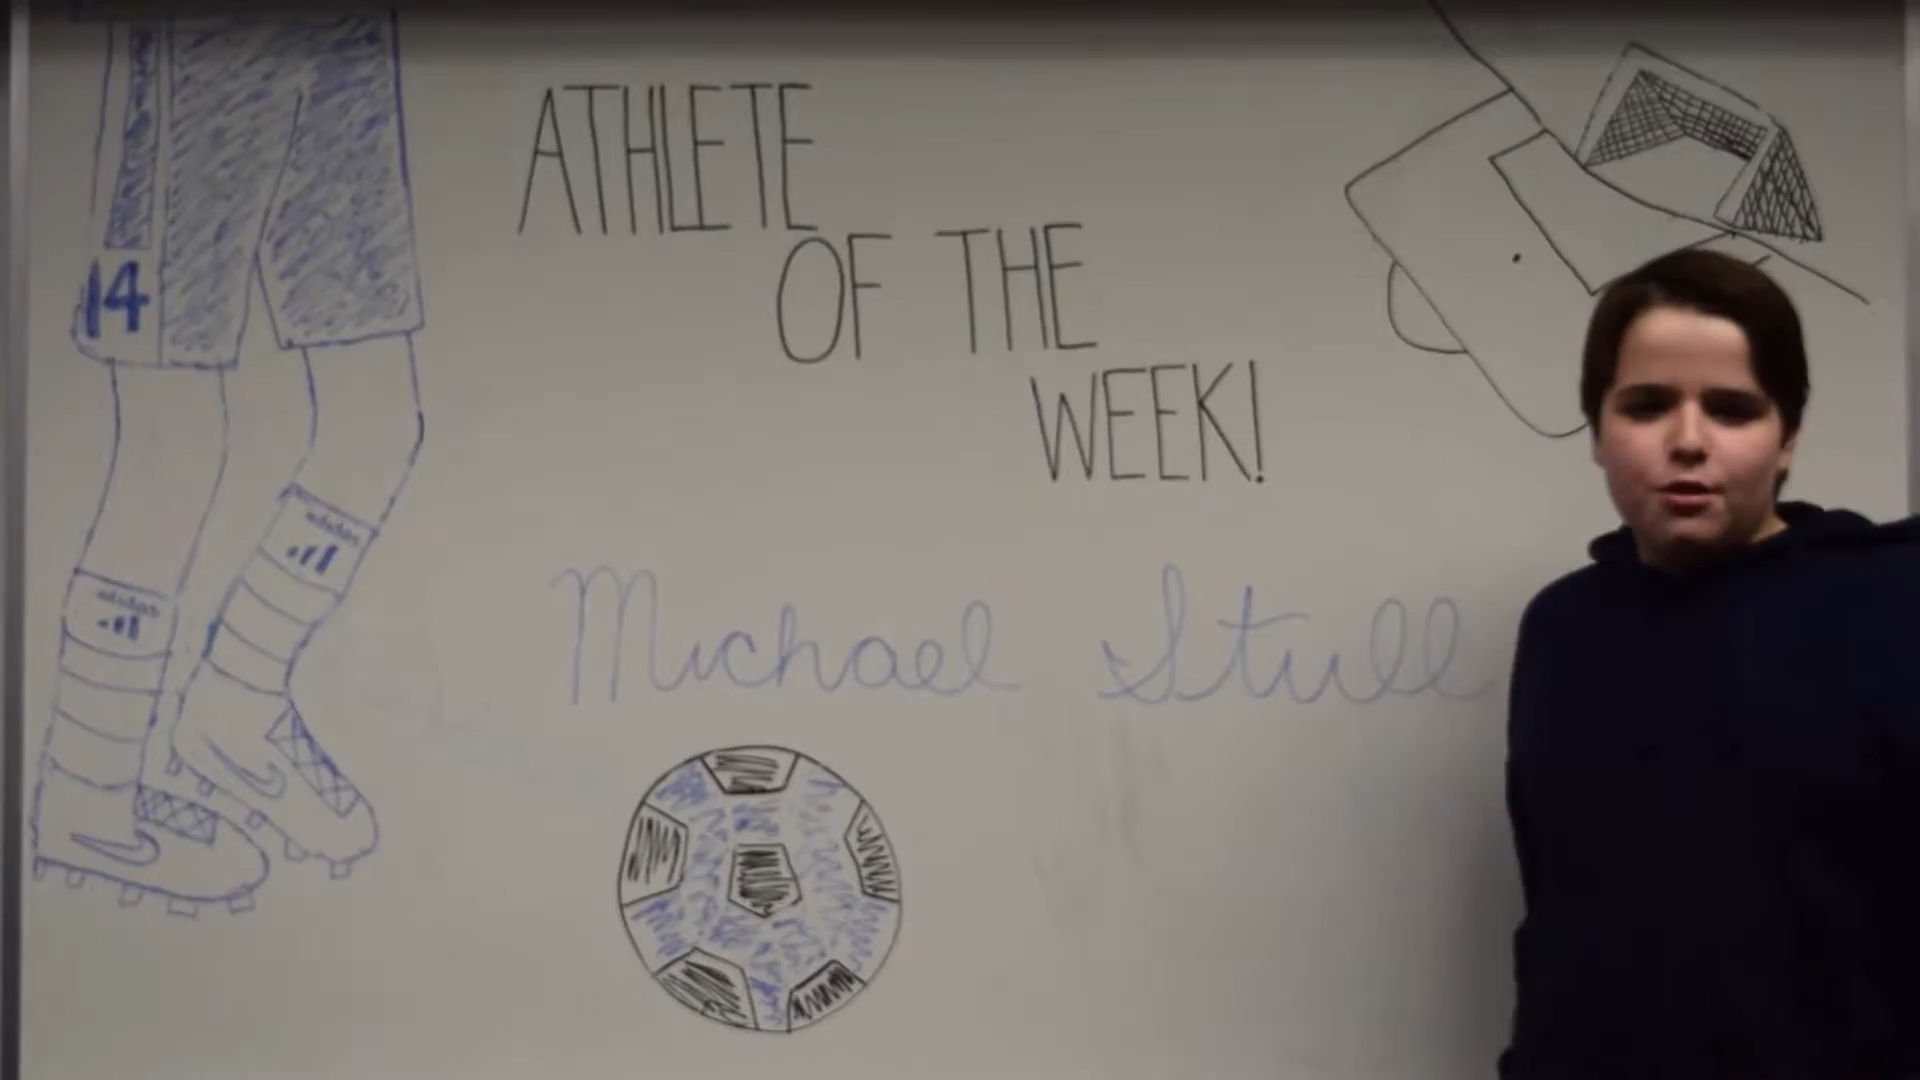 ATHLETE
OF THE
WEEK!
14
adidas
adidas
Michael Stull